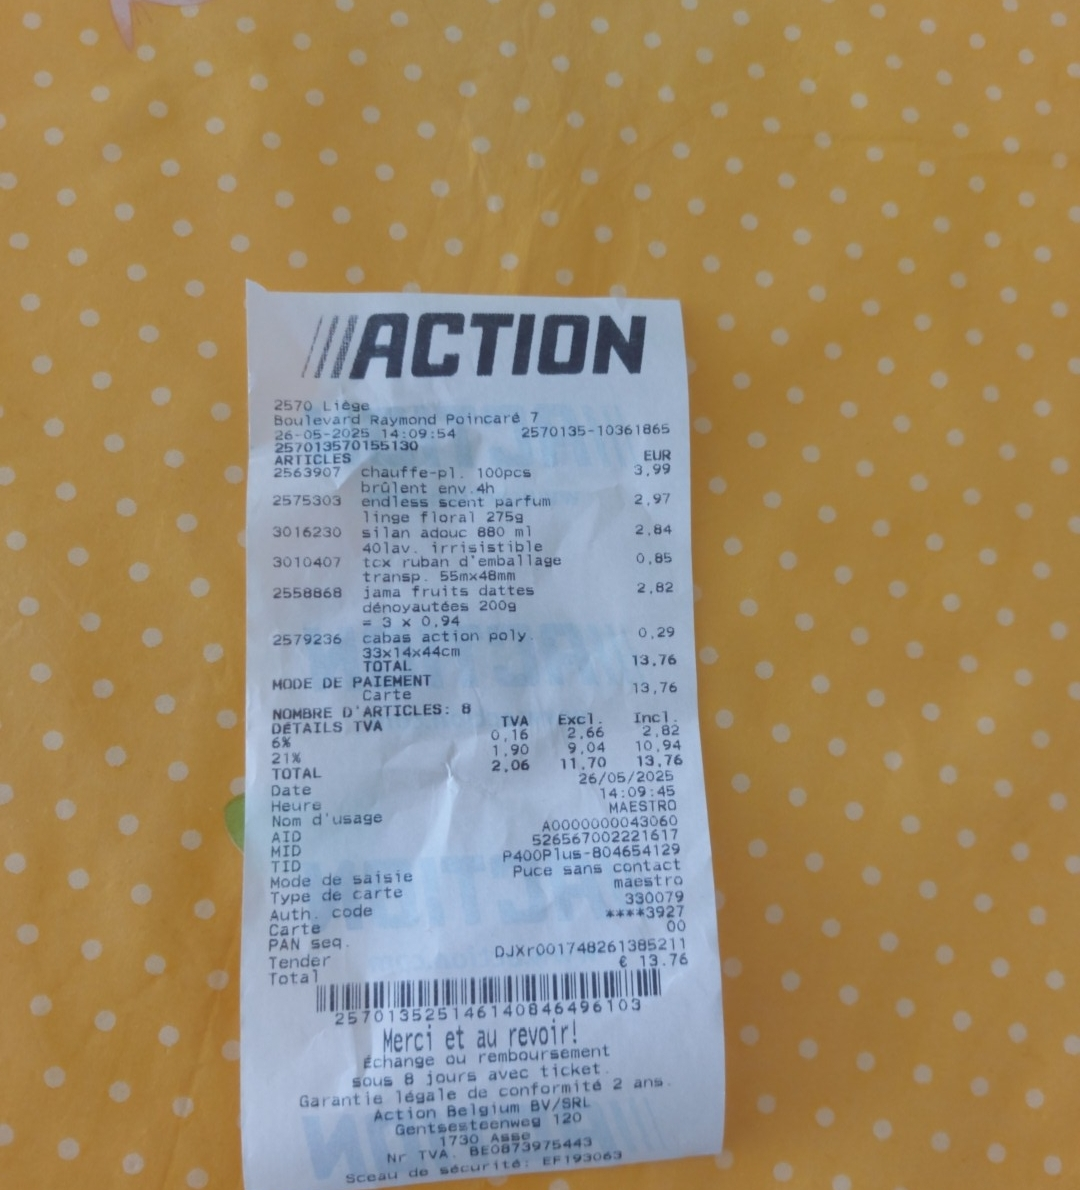 ACTION
2570 Liège
Boulevard Raymond Poincaré 7
26-05-2025 14:09:54 2570135-10361865
257013570155130
ARTICLES EUR
2563907 chauffe-pl. 100pcs 3,99
brûlent env.4h
2575303 endless scent parfum 2,97
linge floral 275g
3016230 silan adouc 880 ml 2,84
40lav. irrisistible
3010407 tcx ruban d'emballage 0,85
transp. 55mx48mm
2558868 jama fruits dattes 2,82
dénoyautées 200g
= 3 x 0,94
2579236 cabas action poly. 0,29
33x14x44cm
TOTAL 13,76
MODE DE PAIEMENT
Carte 13,76
NOMBRE D'ARTICLES: 8
DÉTAILS TVA TVA Excl. Incl.
6% 0,16 2,66 2,82
21% 1,90 9,04 10,94
TOTAL 2,06 11,70 13,76
Date 26/05/2025
Heure 14:09:45
Nom d'usage MAESTRO
AID A0000000043060
MID 526567002221617
TID P400Plus-804654129
Mode de saisie Puce sans contact
Type de carte maestro
Auth. code 330079
Carte ****3927
PAN seq. 00
Tender DJXr001748261385211
Total € 13.76
2570135251461408464 96103
Merci et au revoir!
Échange ou remboursement
sous 8 jours avec ticket.
Garantie légale de conformité 2 ans.
Action Belgium BV/SRL
Gentsesteenweg 120
1730 Asse
Nr TVA. BE0873975443
Sceau de sécurité: EF193063